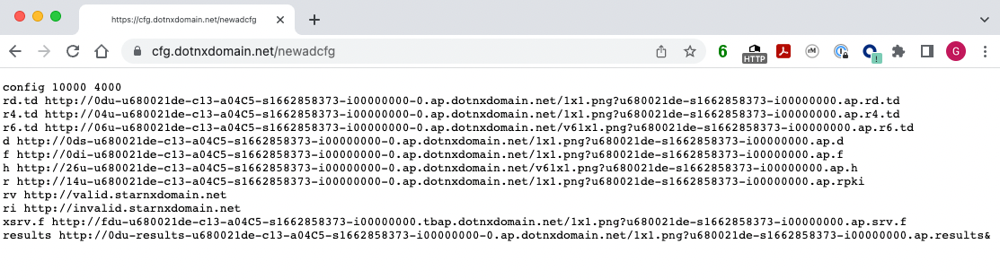 https://cfg.dotnxdomain.net/newadcfg
cfg.dotnxdomain.net/newadcfg
6
HTTP
rM
!
G
config 10000 4000
rd.td http://0du-u680021de-c13-a04C5-s1662858373-i00000000-0.ap.dotnxdomain.net/1x1.png?u680021de-s1662858373-i00000000.ap.rd.td
r4.td http://04u-u680021de-c13-a04C5-s1662858373-i00000000-0.ap.dotnxdomain.net/1x1.png?u680021de-s1662858373-i00000000.ap.r4.td
r6.td http://06u-u680021de-c13-a04C5-s1662858373-i00000000-0.ap.dotnxdomain.net/v61x1.png?u680021de-s1662858373-i00000000.ap.r6.td
d http://0ds-u680021de-c13-a04C5-s1662858373-i00000000-0.ap.dotnxdomain.net/1x1.png?u680021de-s1662858373-i00000000.ap.d
f http://0di-u680021de-c13-a04C5-s1662858373-i00000000-0.ap.dotnxdomain.net/1x1.png?u680021de-s1662858373-i00000000.ap.f
h http://26u-u680021de-c13-a04C5-s1662858373-i00000000-0.ap.dotnxdomain.net/v61x1.png?u680021de-s1662858373-i00000000.ap.h
r http://14u-u680021de-c13-a04C5-s1662858373-i00000000-0.ap.dotnxdomain.net/1x1.png?u680021de-s1662858373-i00000000.ap.rpki
rv http://valid.starnxdomain.net
ri http://invalid.starnxdomain.net
xsrv.f http://fdu-u680021de-c13-a04C5-s1662858373-i00000000.tbap.dotnxdomain.net/1x1.png?u680021de-s1662858373-i00000000.ap.srv.f
results http://0du-results-u680021de-c13-a04C5-s1662858373-i00000000-0.ap.dotnxdomain.net/1x1.png?u680021de-s1662858373-i00000000.ap.results&